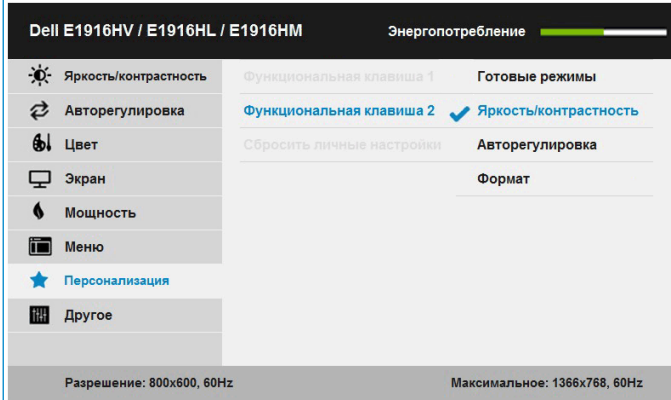 Dell E1916HV / E1916HL / E1916HM Энергопотребление
Яркость/контрастность Функциональная клавиша 1 Готовые режимы
Авторегулировка Функциональная клавиша 2 Яркость/контрастность
Цвет Сбросить личные настройки Авторегулировка
Экран Формат
Мощность
Меню
Персонализация
Другое
Разрешение: 800x600, 60Hz Максимальное: 1366x768, 60Hz